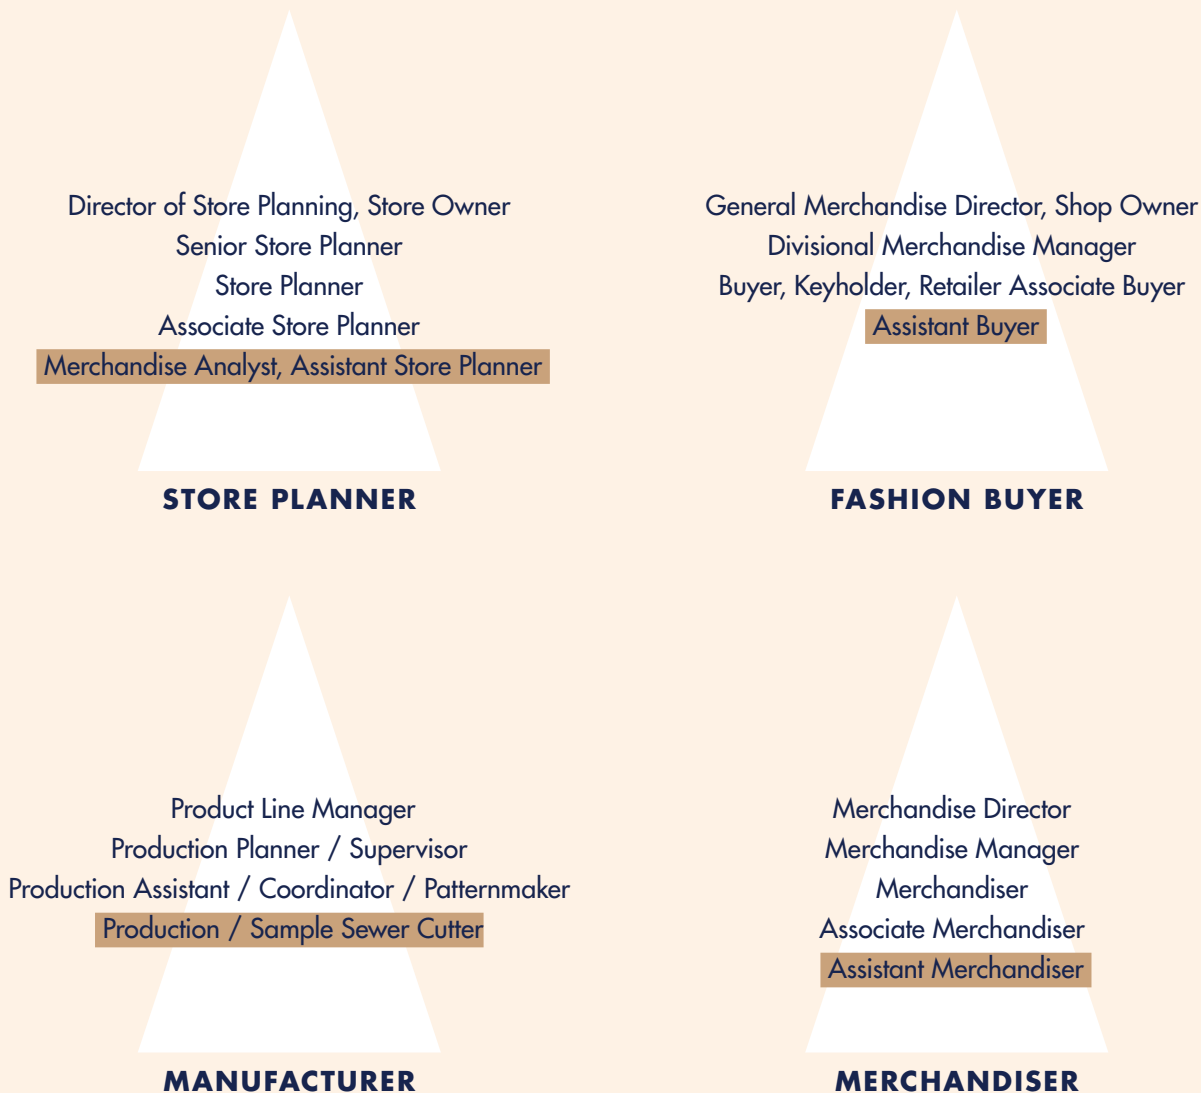 Director of Store Planning, Store Owner
Senior Store Planner
Store Planner
Associate Store Planner
Merchandise Analyst, Assistant Store Planner
STORE PLANNER
General Merchandise Director, Shop Owner
Divisional Merchandise Manager
Buyer, Keyholder, Retailer Associate Buyer
Assistant Buyer
FASHION BUYER
Product Line Manager
Production Planner / Supervisor
Production Assistant / Coordinator / Patternmaker
Production / Sample Sewer Cutter
MANUFACTURER
Merchandise Director
Merchandise Manager
Merchandiser
Associate Merchandiser
Assistant Merchandiser
MERCHANDISER